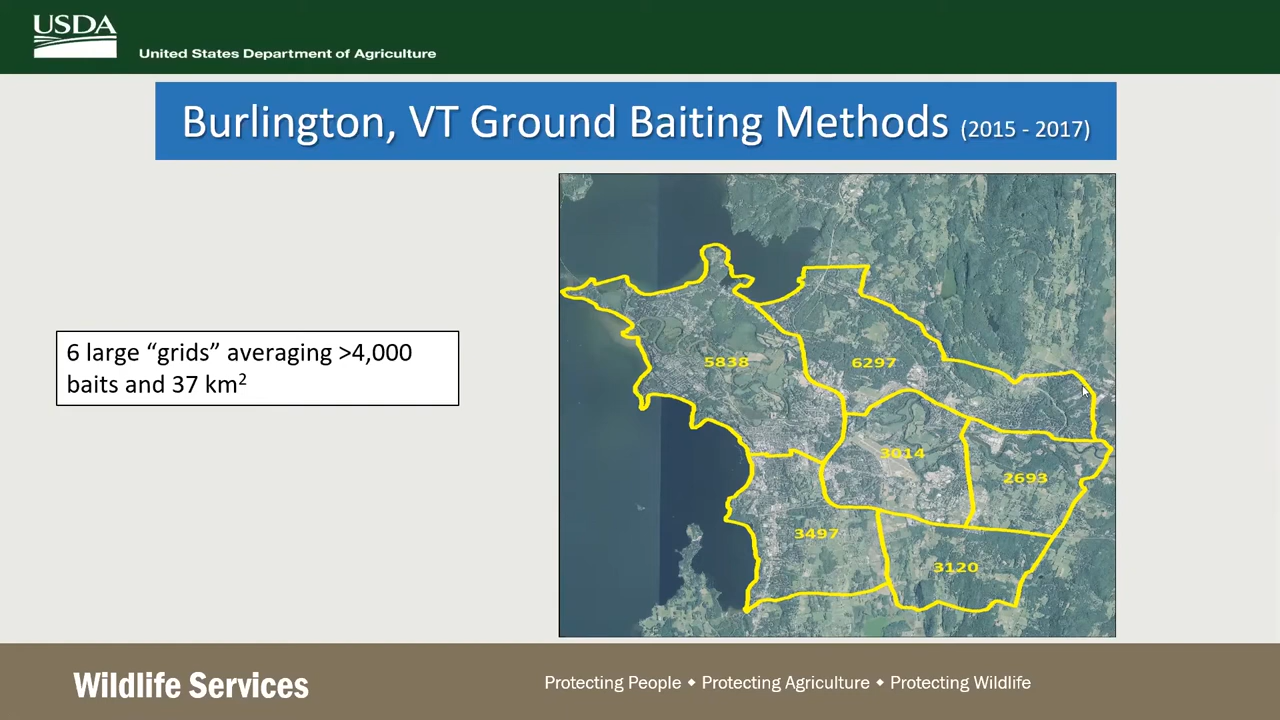 USDA
United States Department of Agriculture
Burlington, VT Ground Baiting Methods (2015 - 2017)
6 large “grids” averaging >4,000
baits and 37 km²
5838
6297
3014
2693
3497
3120
Wildlife Services
Protecting People ◆ Protecting Agriculture ◆ Protecting Wildlife